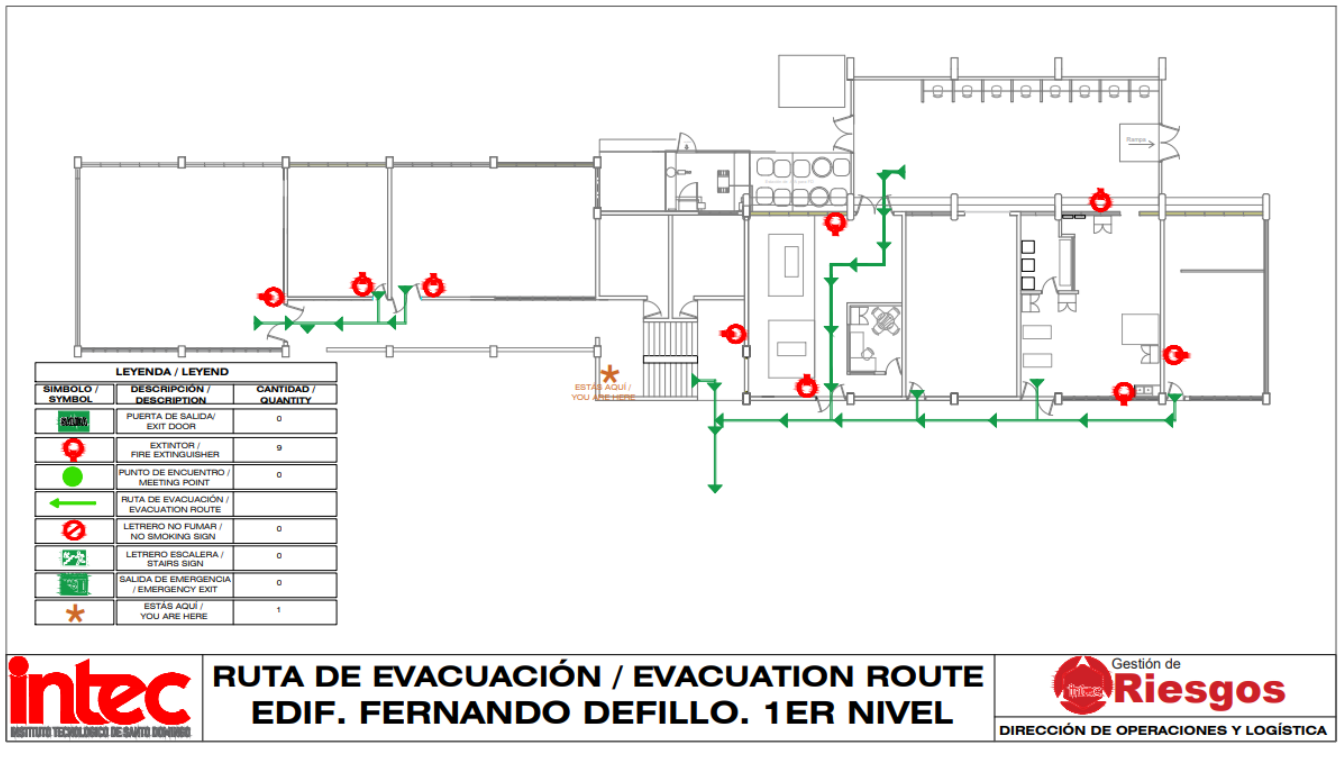 Rampa
ESTÁS AQUÍ /
YOU ARE HERE
LEYENDA / LEYEND
SIMBOLO / SYMBOL
DESCRIPCIÓN / DESCRIPTION
CANTIDAD / QUANTITY
PUERTA DE SALIDA/
EXIT DOOR
0
EXTINTOR /
FIRE EXTINGUISHER
9
PUNTO DE ENCUENTRO /
MEETING POINT
0
RUTA DE EVACUACIÓN /
EVACUATION ROUTE
LETRERO NO FUMAR /
NO SMOKING SIGN
0
LETRERO ESCALERA /
STAIRS SIGN
0
SALIDA DE EMERGENCIA
/ EMERGENCY EXIT
0
ESTÁS AQUÍ /
YOU ARE HERE
1
intec
INSTITUTO TECNOLOGICO DE SANTO DOMINGO
RUTA DE EVACUACIÓN / EVACUATION ROUTE
EDIF. FERNANDO DEFILLO. 1ER NIVEL
Gestión de
Riesgos
DIRECCIÓN DE OPERACIONES Y LOGÍSTICA